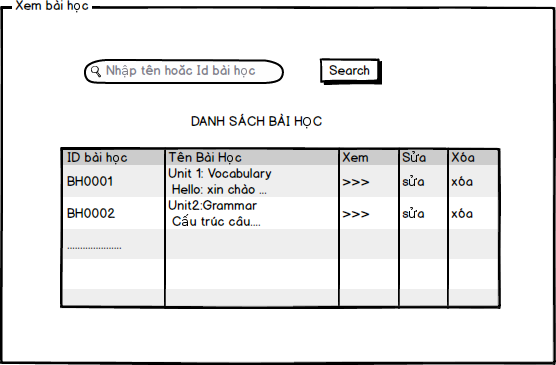 Xem bài học
Nhập tên hoăc Id bài học
Search
DANH SÁCH BÀI HỌC
ID bài học Tên Bài Học Xem Sửa Xóa
BH0001 Unit 1: Vocabulary >>> sửa xóa
Hello: xin chào ...
BH0002 Unit2:Grammar >>> sửa xóa
Cấu trúc câu....
.....................